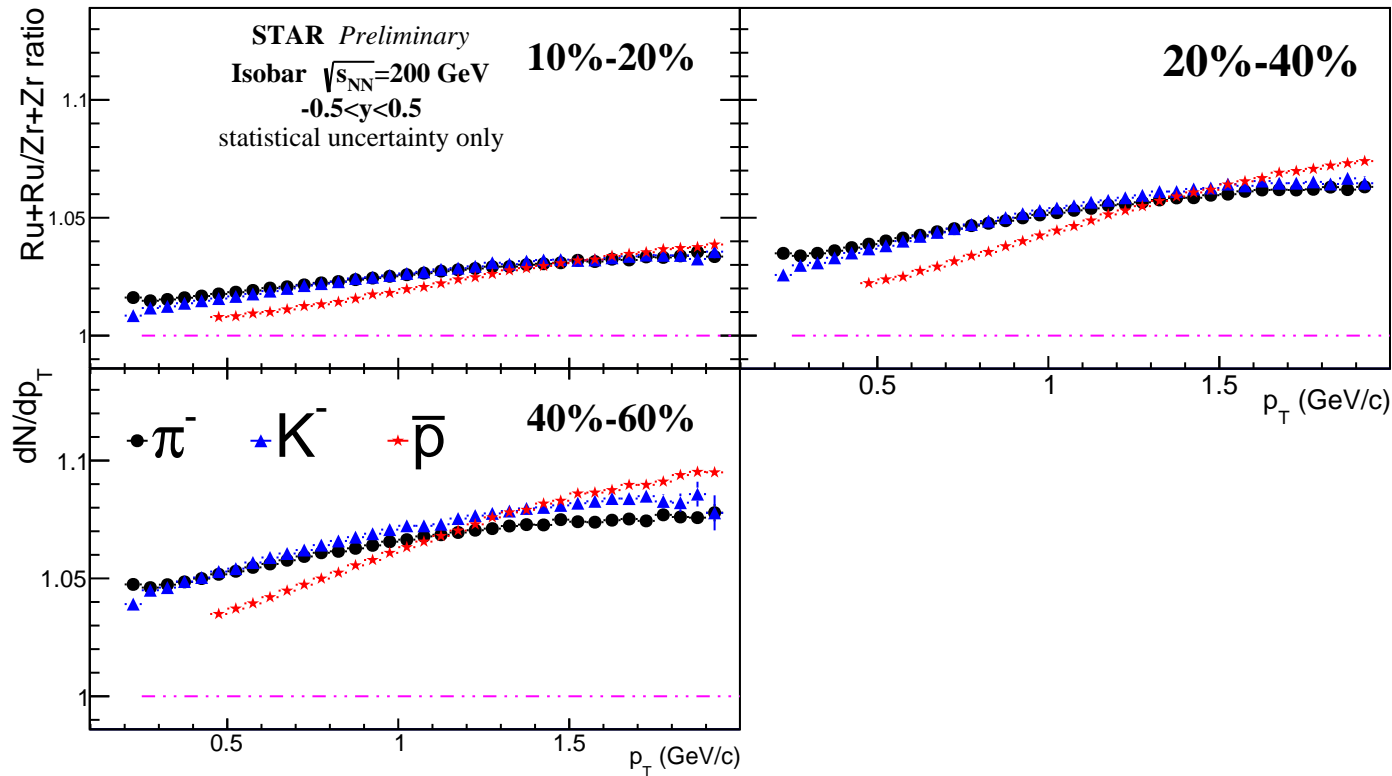 Ru+Ru/Zr+Zr ratio
STAR Preliminary
Isobar √sNN=200 GeV
-0.5<y<0.5
statistical uncertainty only
10%-20%
1.1
1.05
1
20%-40%
0.5 1 1.5
pT (GeV/c)
dN/dpT
π- K- p̅
40%-60%
1.1
1.05
1
0.5 1 1.5
pT (GeV/c)